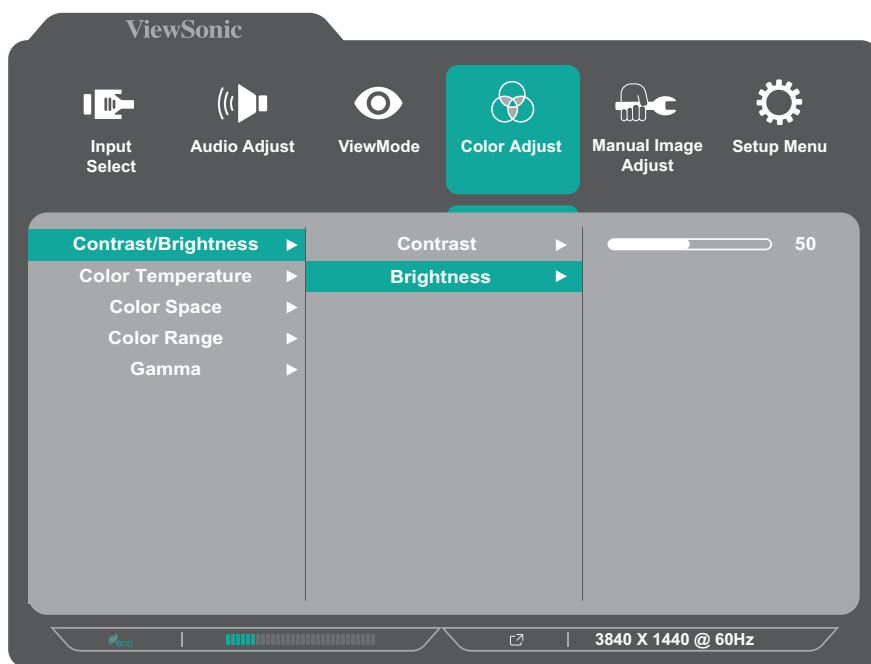 ViewSonic
Input
Select
Audio Adjust
ViewMode
Color Adjust
Manual Image
Adjust
Setup Menu
Contrast/Brightness
Contrast
50
Color Temperature
Brightness
Color Space
Color Range
Gamma
eco
3840 X 1440 @ 60Hz